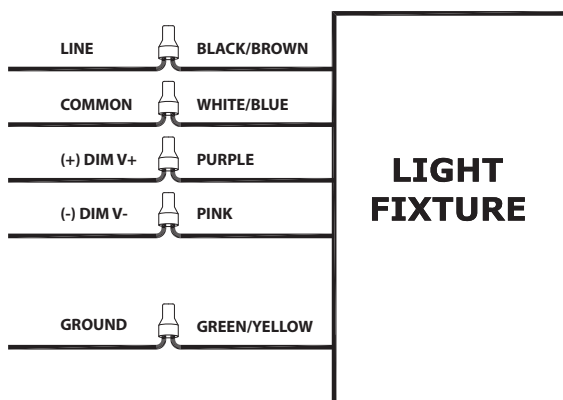 LINE BLACK/BROWN
COMMON WHITE/BLUE
(+) DIM V+ PURPLE
(-) DIM V- PINK
GROUND GREEN/YELLOW
LIGHT
FIXTURE